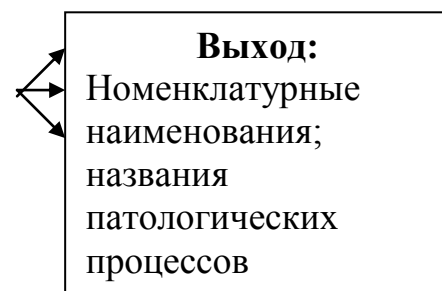 Выход:
Номенклатурные
наименования;
названия
патологических
процессов